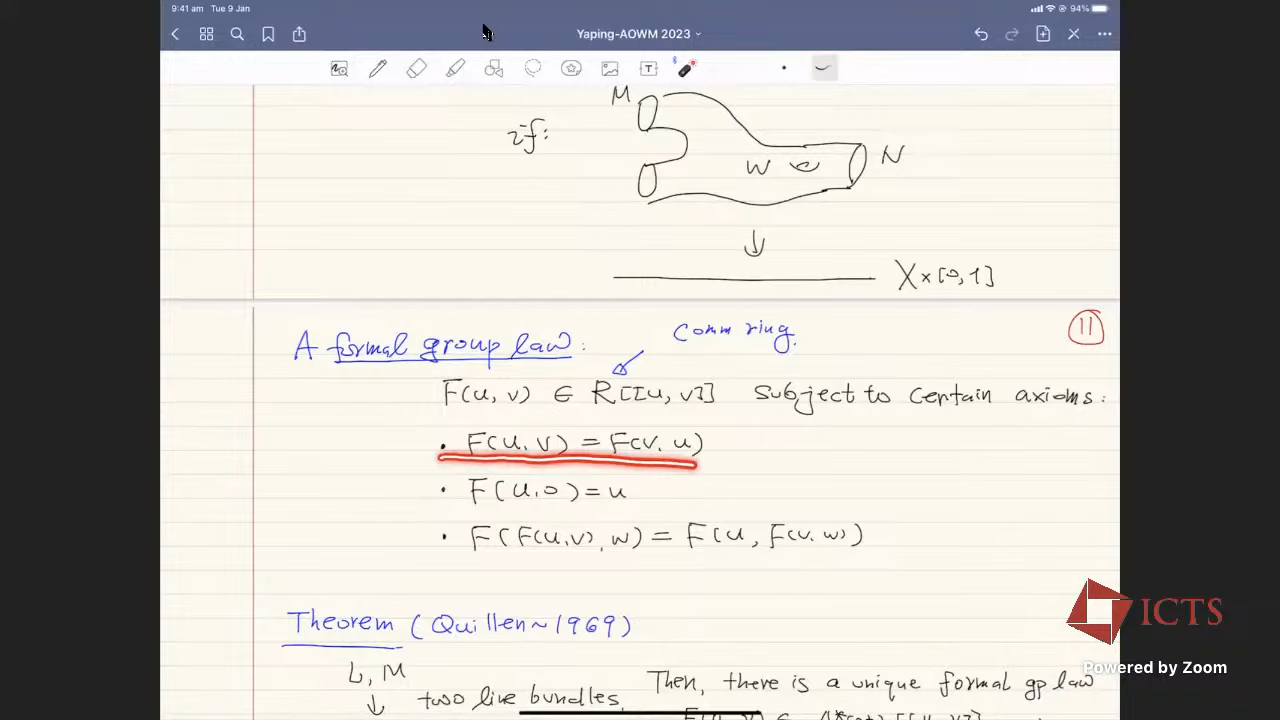 9:41 am Tue 9 Jan
94%
Yaping-AOWM 2023
M
if:
W
N
X × [0, 1]
11
A formal group law:
Comm ring.
F(u, v) ∈ R[[u, v]] subject to certain axioms:
• F(u, v) = F(v, u)
• F(u, 0) = u
• F(F(u,v), w) = F(u, F(v, w))
Theorem (Quillen ~ 1969)
L, M
↓ two line bundles. Then, there is a unique formal gp law
ICTS
Powered by Zoom